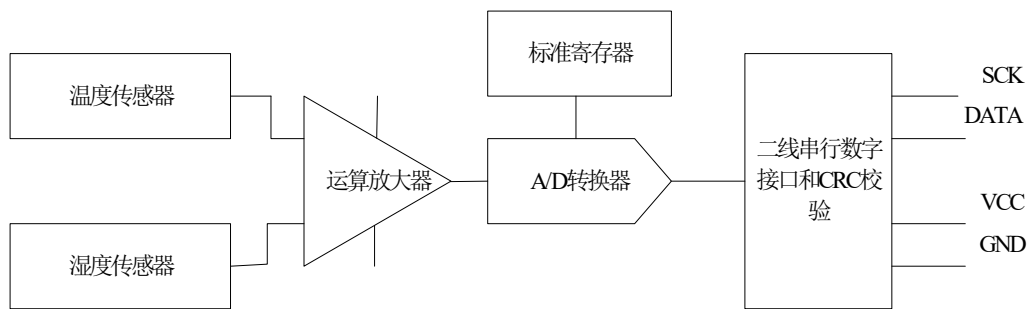 标准寄存器
SCK
温度传感器
DATA
二线串行数字
接口和CRC校
验
运算放大器
A/D转换器
VCC
湿度传感器
GND